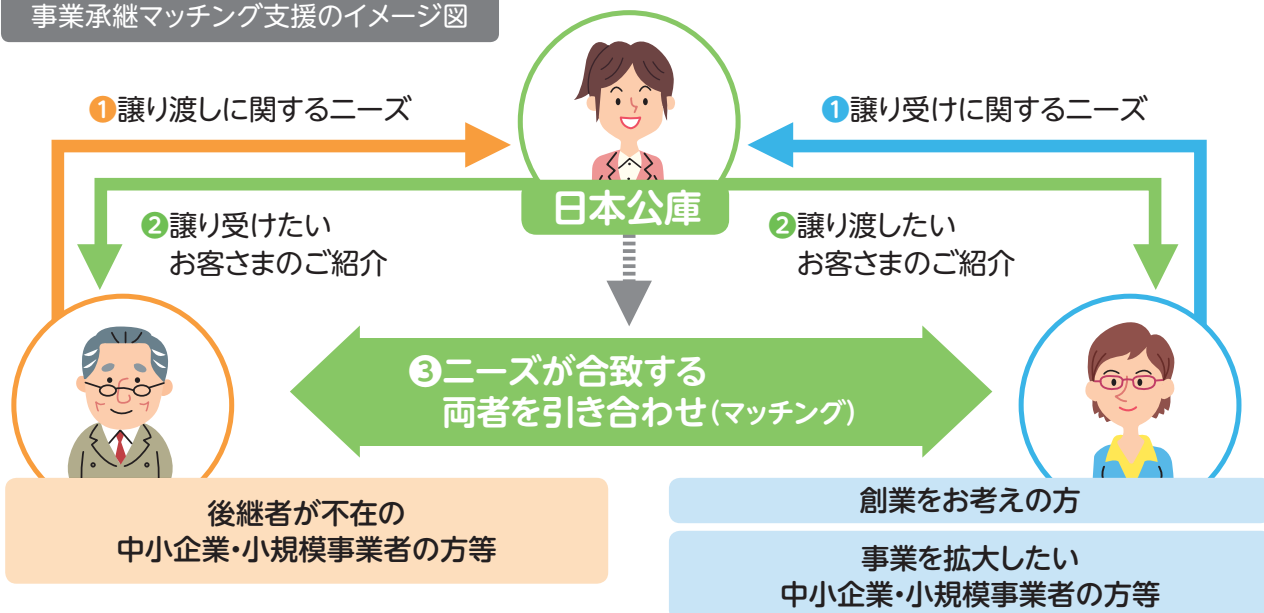 事業承継マッチング支援のイメージ図
❶譲り渡しに関するニーズ
❶譲り受けに関するニーズ
日本公庫
❷譲り受けたい
お客さまのご紹介
❷譲り渡したい
お客さまのご紹介
❸ニーズが合致する
両者を引き合わせ(マッチング)
後継者が不在の
中小企業・小規模事業者の方等
創業をお考えの方
事業を拡大したい
中小企業・小規模事業者の方等